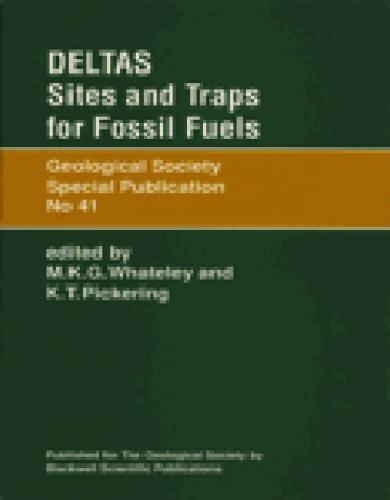 DELTAS
Sites and Traps
for Fossil Fuels
Geological Society
Special Publication
No 41
edited by
M.K.G.Whateley and
K.T.Pickering
Published for The Geological Society by
Blackwell Scientific Publications